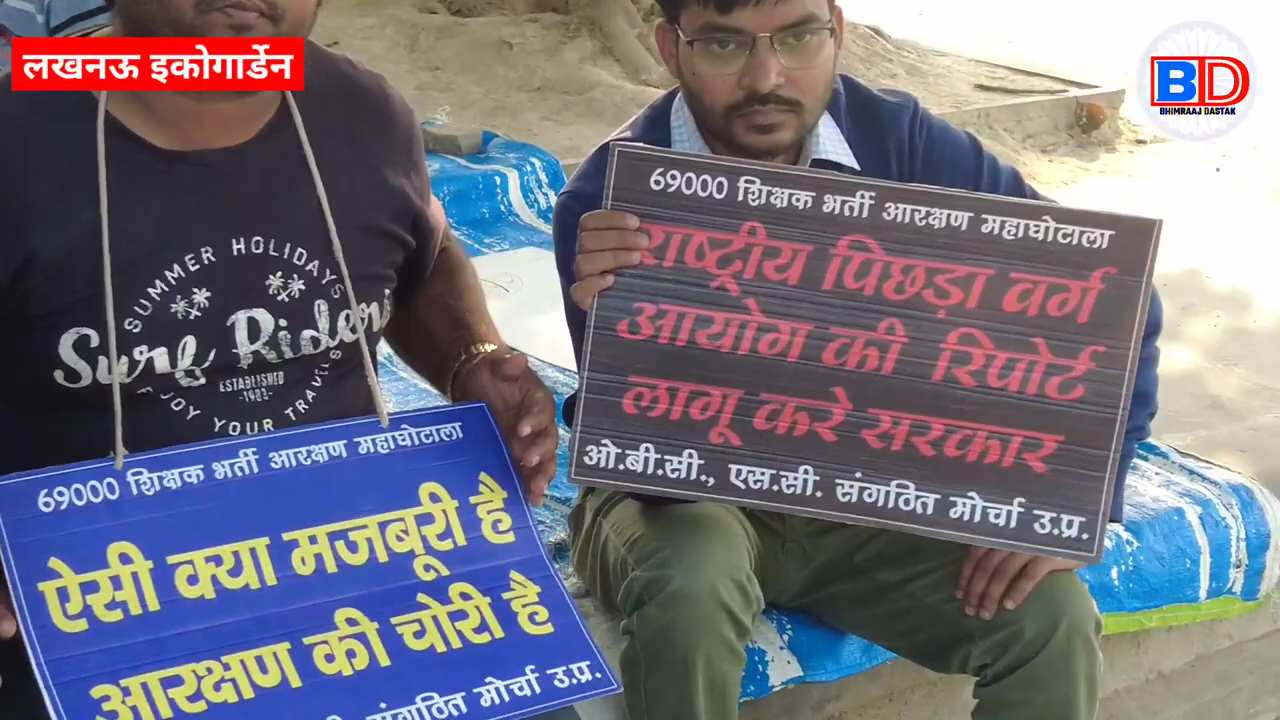 लखनऊ इकोगार्डेन
BD
BHIMRAAJ DASTAK
SUMMER HOLIDAYS
Surf Riders
ESTABLISHED
-1983-
ENJOY YOUR TRAVELS
69000 शिक्षक भर्ती आरक्षण महाघोटाला
ऐसी क्या मजबूरी है
आरक्षण की चोरी है
संगठित मोर्चा उ.प्र.
69000 शिक्षक भर्ती आरक्षण महाघोटाला
राष्ट्रीय पिछड़ा वर्ग
आयोग की रिपोर्ट
लागू करे सरकार
ओ.बी.सी., एस.सी. संगठित मोर्चा उ.प्र.